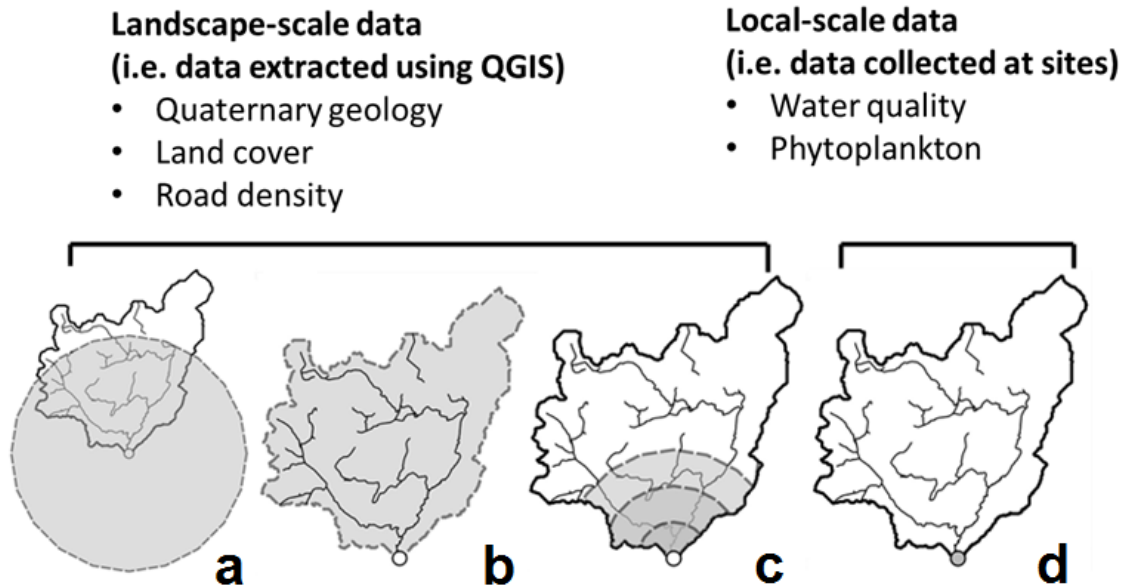 Landscape-scale data
(i.e. data extracted using QGIS)
• Quaternary geology
• Land cover
• Road density
Local-scale data
(i.e. data collected at sites)
• Water quality
• Phytoplankton
a b c d